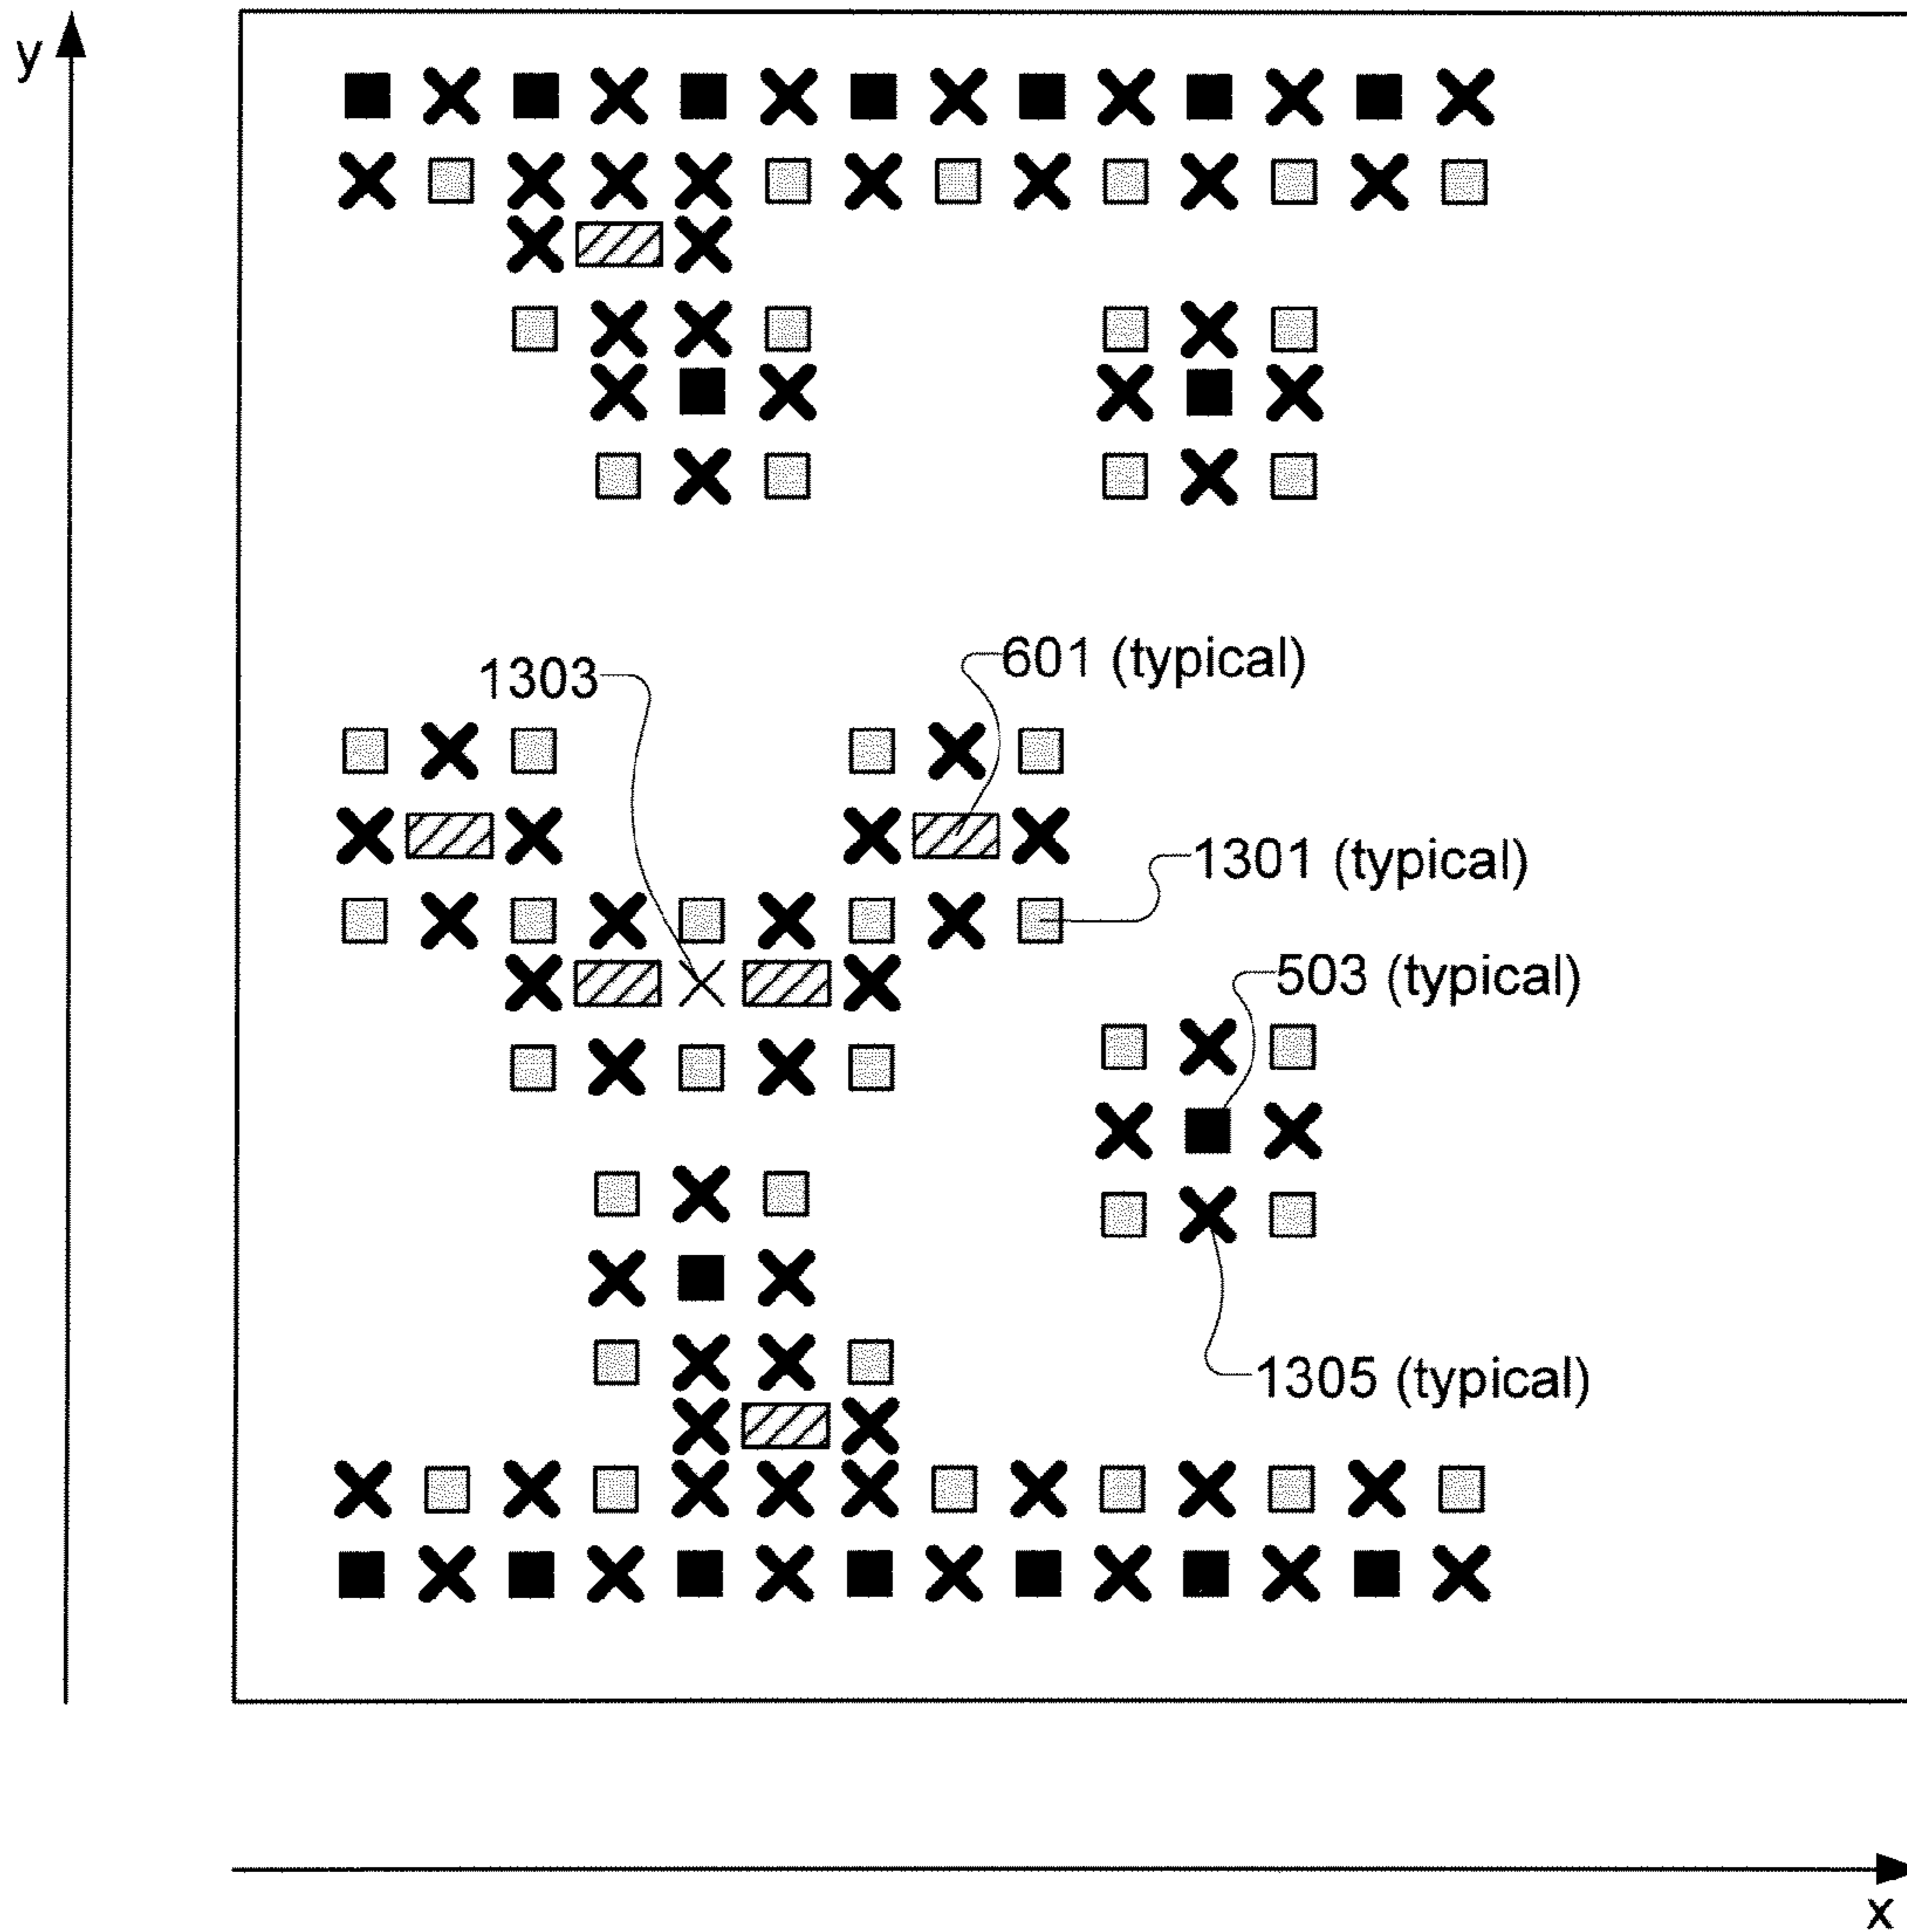 y
601 (typical)
1303
1301 (typical)
503 (typical)
1305 (typical)
x